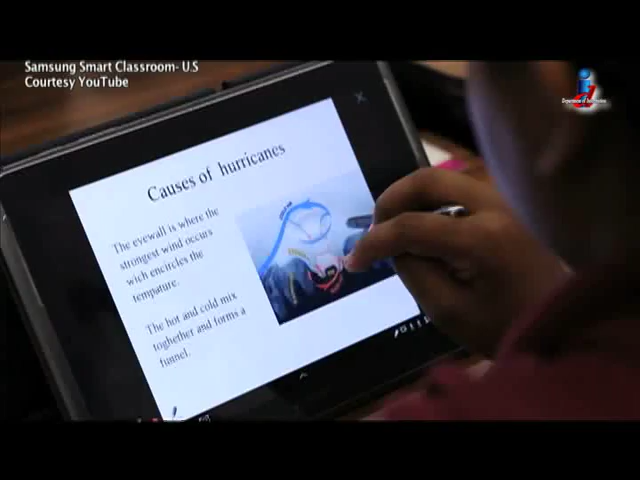 Samsung Smart Classroom- U.S
Courtesy YouTube
Causes of hurricanes
The eyewall is where the
strongest wind occurs
wich encircles the
tempature.
The hot and cold mix
toghether and forms a
funnel.